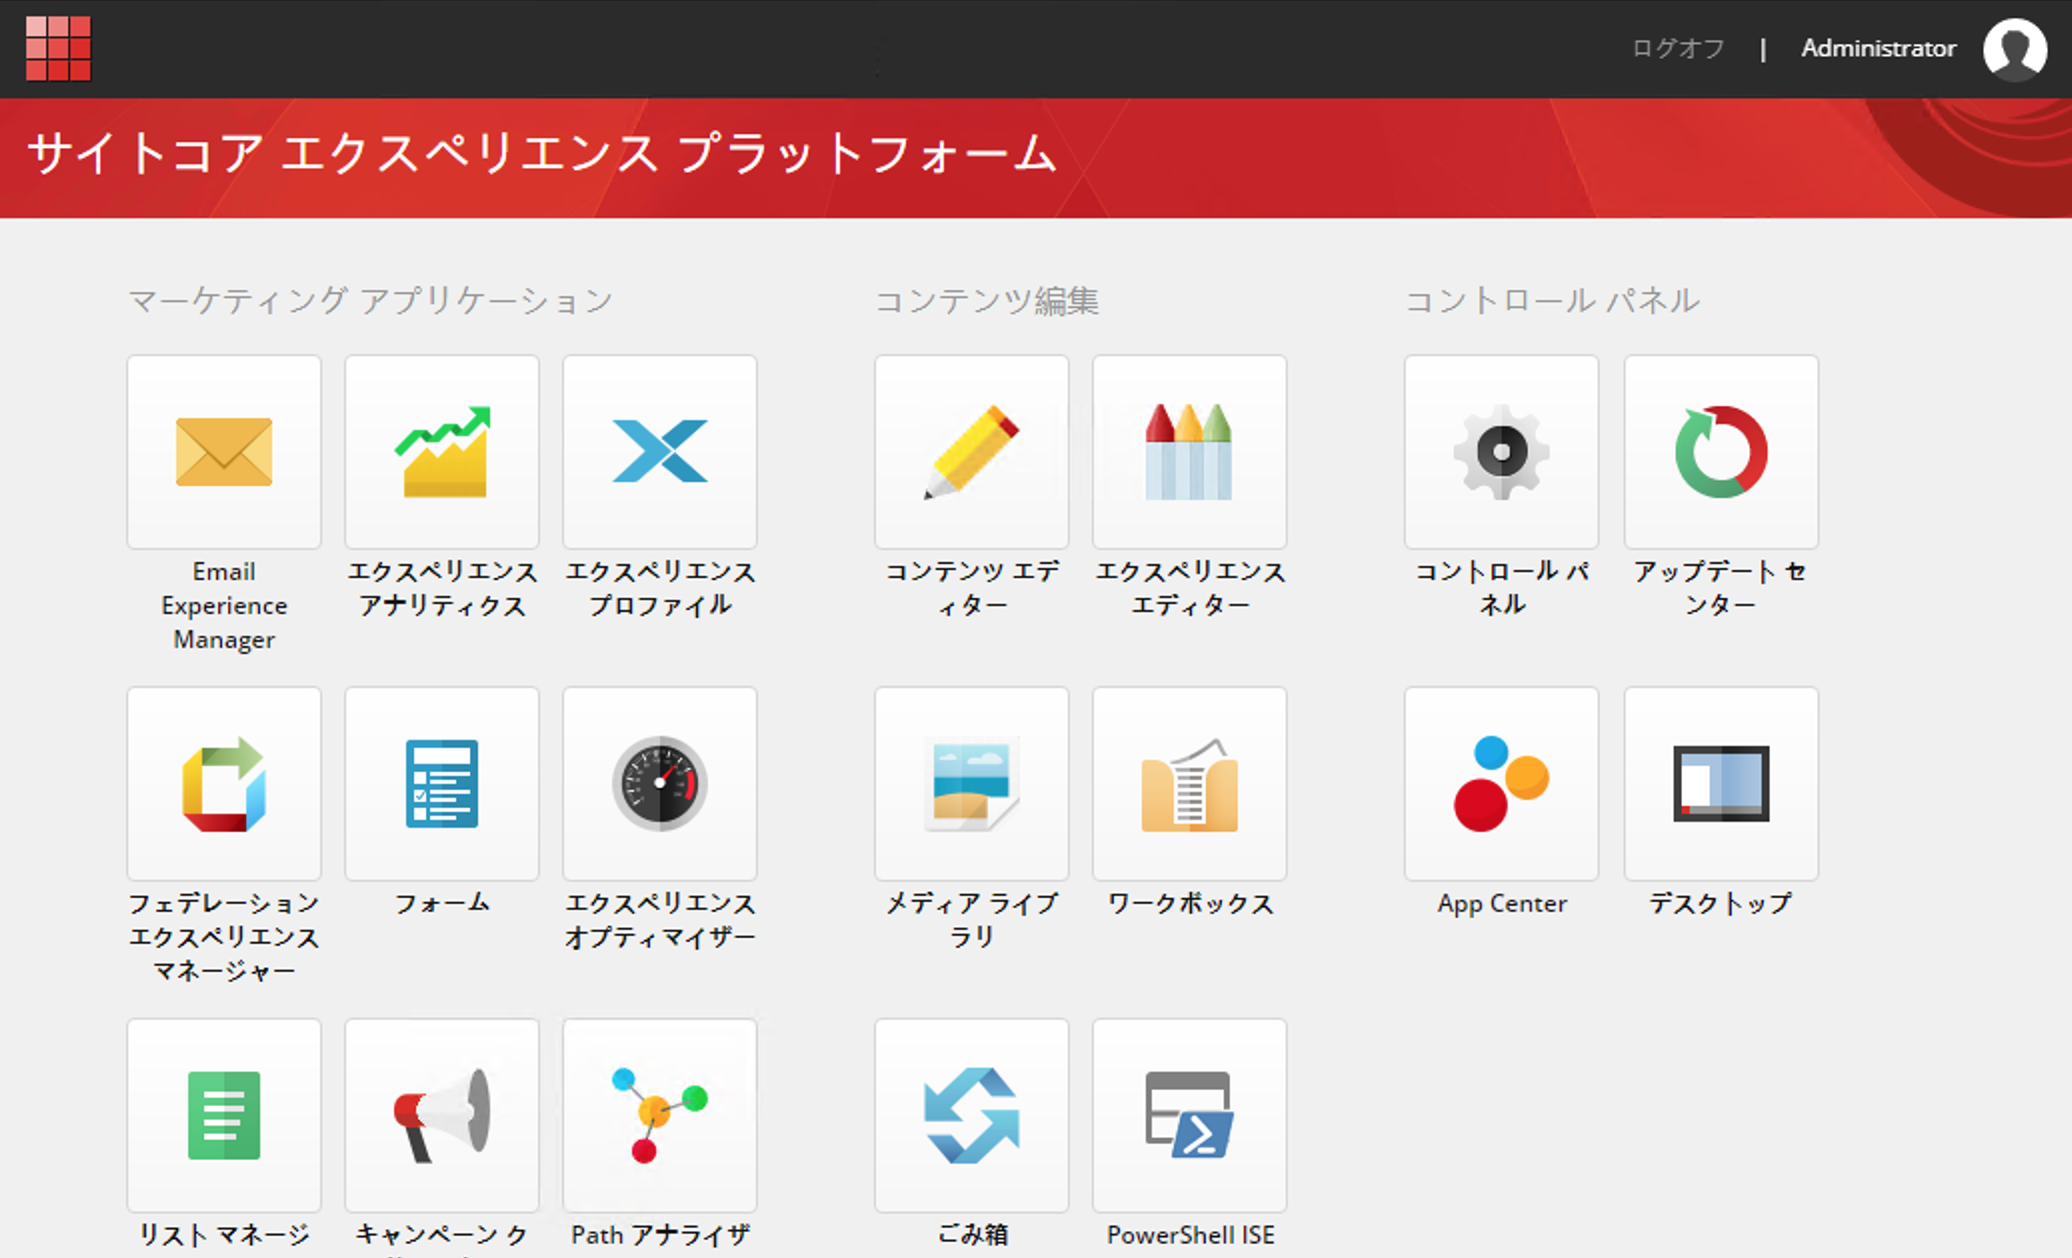 ログオフ | Administrator
サイトコア エクスペリエンス プラットフォーム
マーケティング アプリケーション
Email
Experience
Manager
エクスペリエンス
アナリティクス
エクスペリエンス
プロファイル
フェデレーション
エクスペリエンス
マネージャー
フォーム
エクスペリエンス
オプティマイザー
リスト マネージ
キャンペーン ク
Path アナライザ
コンテンツ編集
コンテンツ エデ
ィター
エクスペリエンス
エディター
メディア ライブ
ラリ
ワークボックス
ごみ箱
PowerShell ISE
コントロール パネル
コントロール パ
ネル
アップデート セ
ンター
App Center
デスクトップ